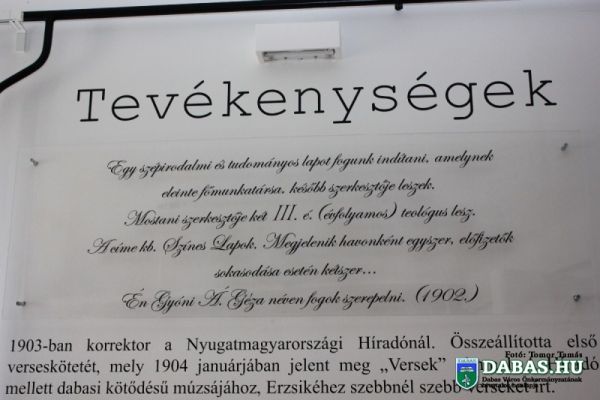 Tevékenységek
Egy szépirodalmi és tudományos lapot fogunk indítani, amelynek
eleinte főmunkatársa, később szerkesztője leszek.
Mostani szerkesztője két III. é. (évfolyamos) teológus lesz.
A címe kb. Színes Lapok. Megjelenik havonként egyszer, előfizetők
sokasodása esetén kétszer...
Én Gyóni Á. Géza néven fogok szerepelni. (1902.)
1903-ban korrektor a Nyugatmagyarországi Híradónál. Összeállította első
verseskötetét, mely 1904 januárjában jelent meg „Versek"
mellett dabasi kötődésű múzsájához, Erzsikéhez szebbnél szebb verseket írt.
Fotó: Tomor Tamás
DABAS.HU
Dabas Város Önkormányzatának